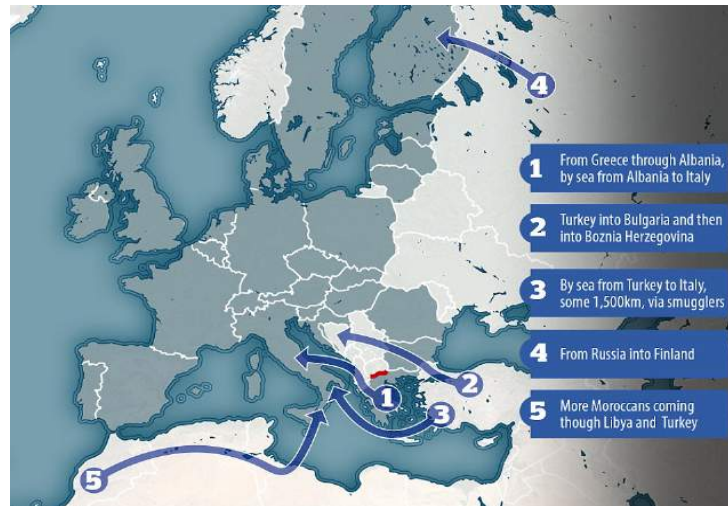 4
1 From Greece through Albania,
by sea from Albania to Italy
2 Turkey into Bulgaria and then
into Boznia Herzegovina
3 By sea from Turkey to Italy,
some 1,500km, via smugglers
4 From Russia into Finland
5 More Moroccans coming
though Libya and Turkey
2
1
3
5